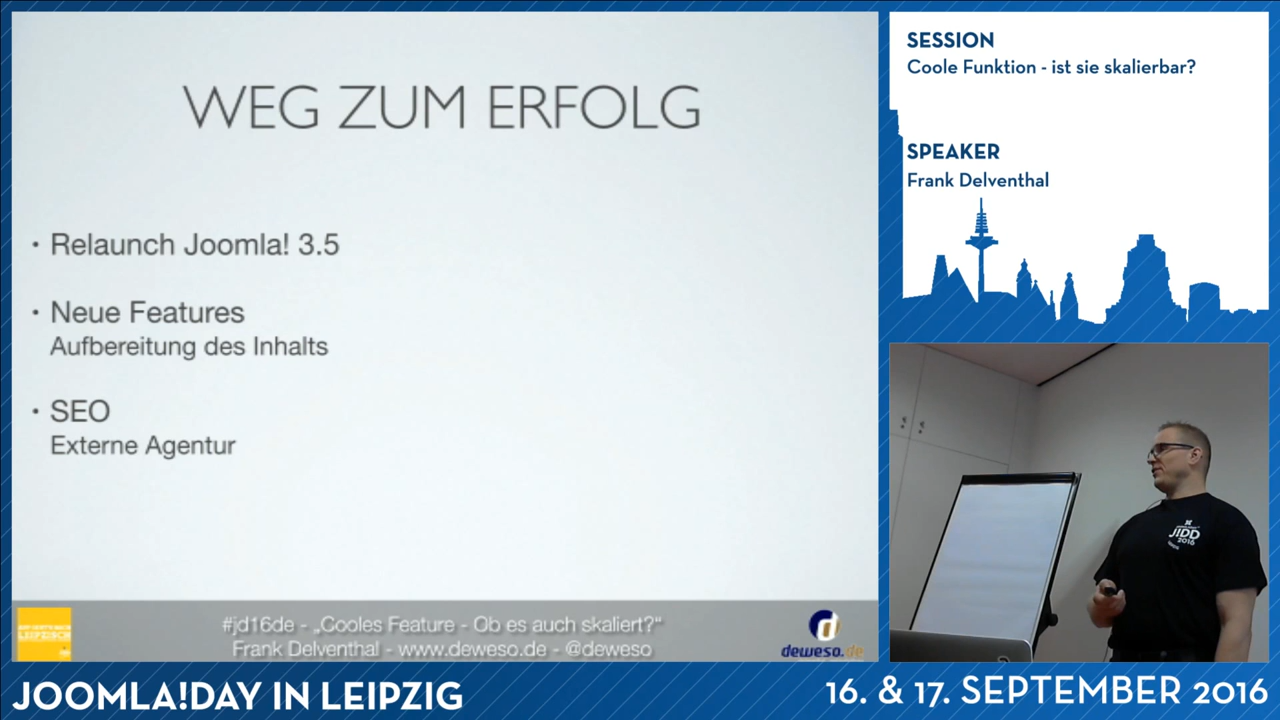 WEG ZUM ERFOLG
• Relaunch Joomla! 3.5
• Neue Features
Aufbereitung des Inhalts
• SEO
Externe Agentur
LEIPZISCH
#jd16de - „Cooles Feature - Ob es auch skaliert?“
Frank Delventhal - www.deweso.de - @deweso
deweso.de
SESSION
Coole Funktion - ist sie skalierbar?
SPEAKER
Frank Delventhal
JIDD
2016
JOOMLA!DAY IN LEIPZIG
16. & 17. SEPTEMBER 2016